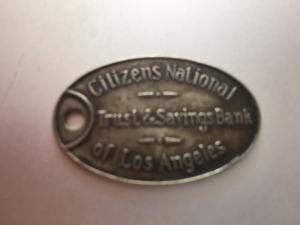 Citizens National
Trust & Savings Bank
of Los Angeles